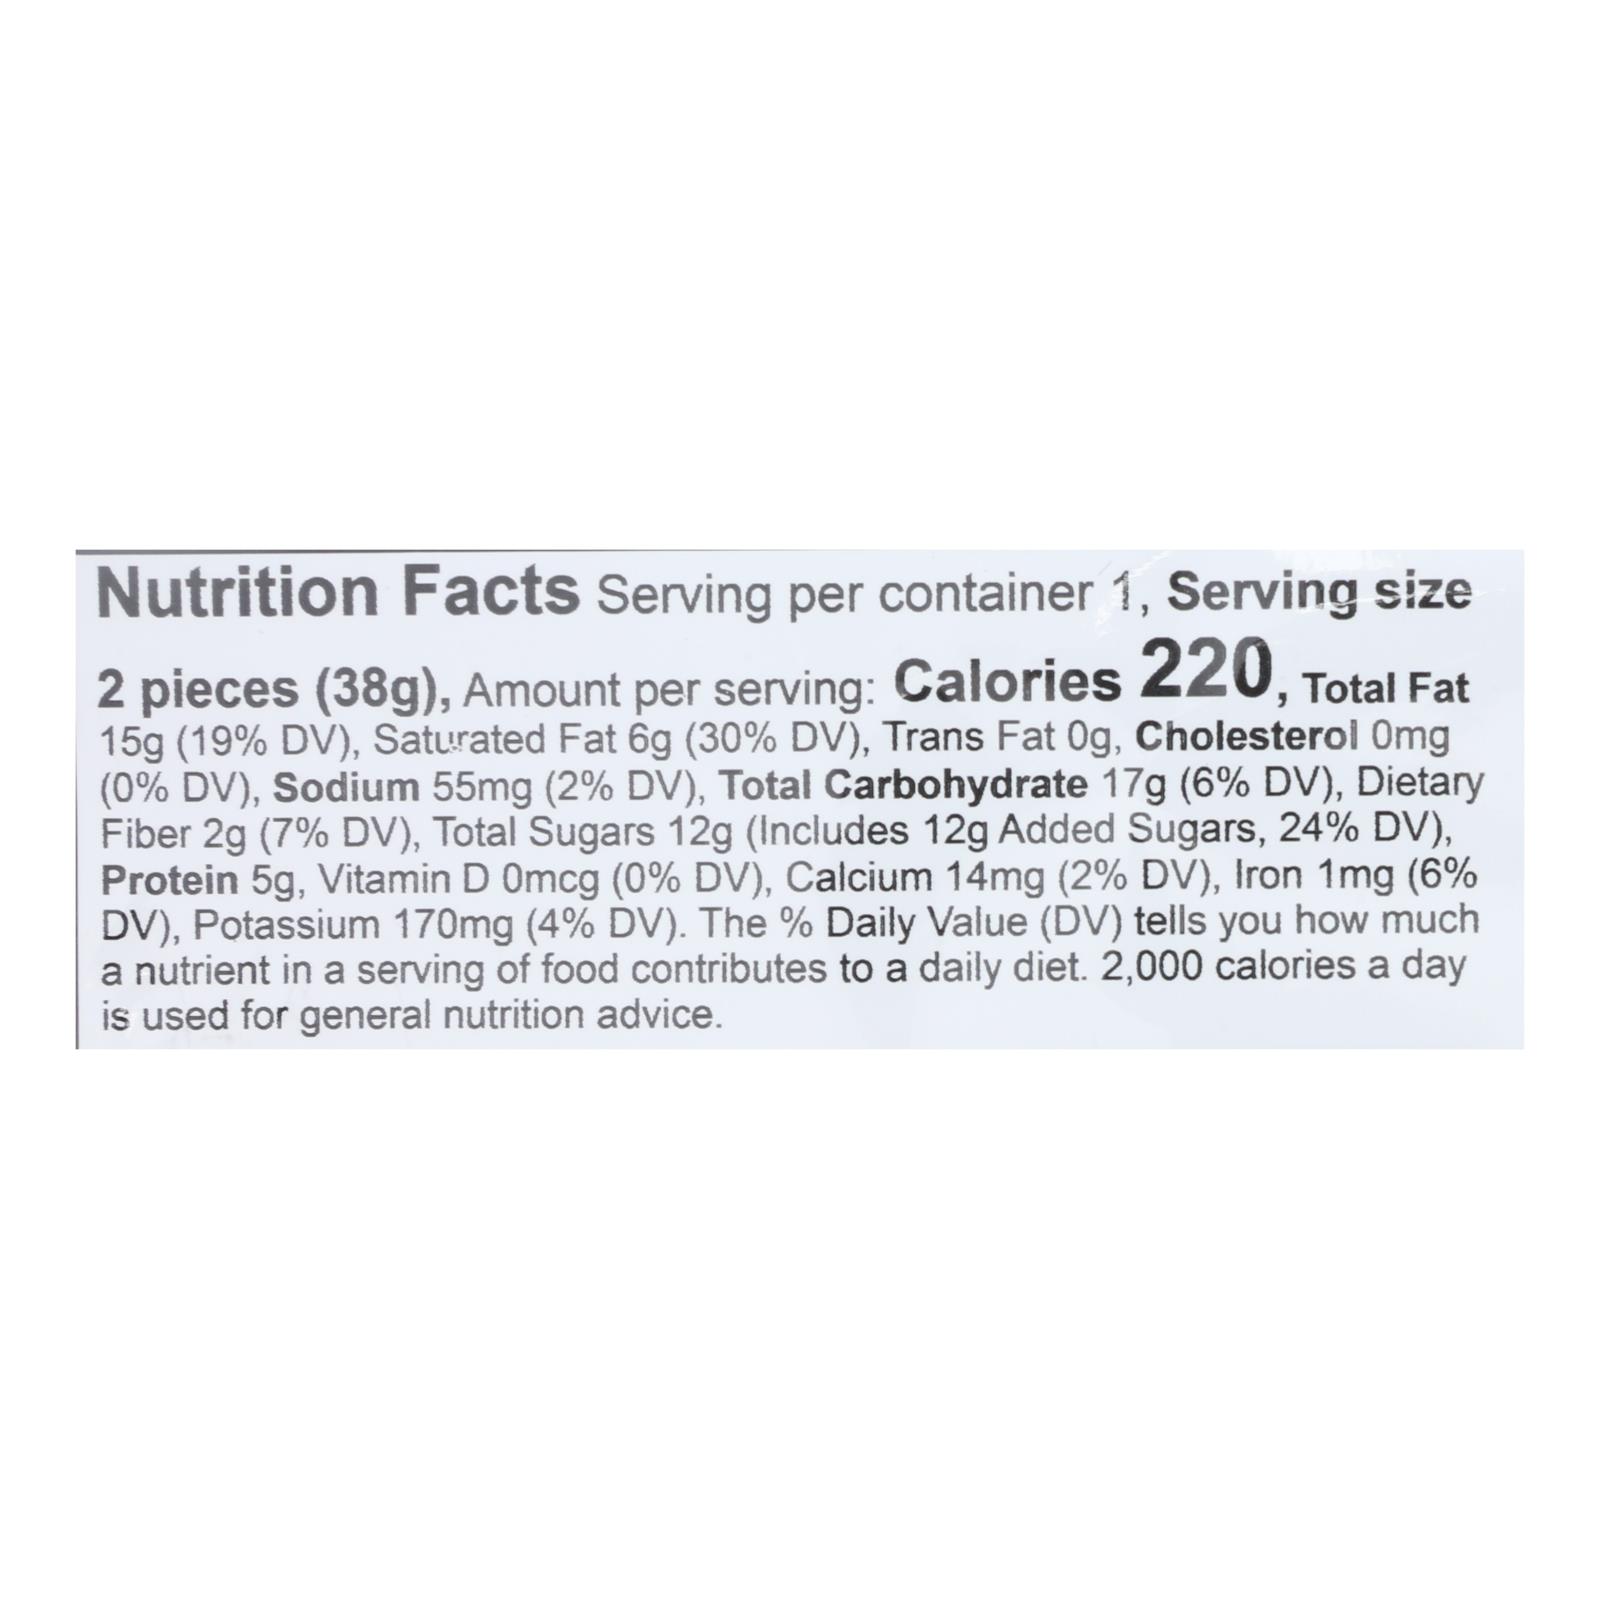 Nutrition Facts Serving per container 1, Serving size
2 pieces (38g), Amount per serving: Calories 220, Total Fat
15g (19% DV), Saturated Fat 6g (30% DV), Trans Fat 0g, Cholesterol 0mg
(0% DV), Sodium 55mg (2% DV), Total Carbohydrate 17g (6% DV), Dietary
Fiber 2g (7% DV), Total Sugars 12g (Includes 12g Added Sugars, 24% DV),
Protein 5g, Vitamin D 0mcg (0% DV), Calcium 14mg (2% DV), Iron 1mg (6%
DV), Potassium 170mg (4% DV). The % Daily Value (DV) tells you how much
a nutrient in a serving of food contributes to a daily diet. 2,000 calories a day
is used for general nutrition advice.